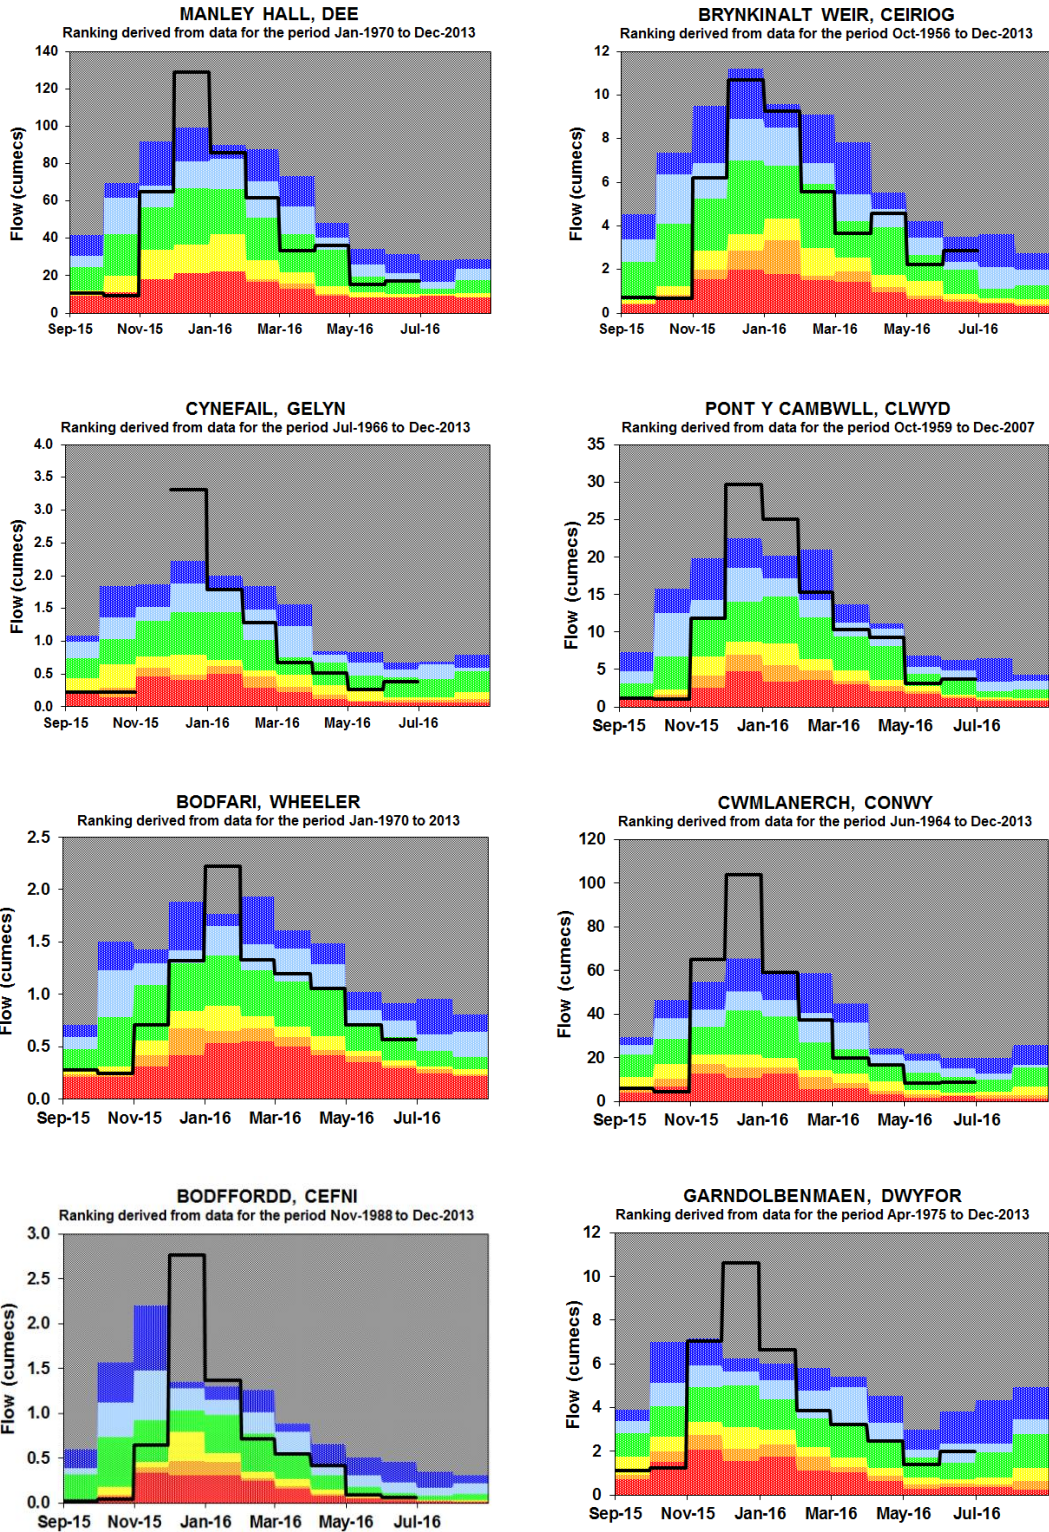 MANLEY HALL, DEE
Ranking derived from data for the period Jan-1970 to Dec-2013
Flow (cumecs)
140
120
100
80
60
40
20
0
Sep-15 Nov-15 Jan-16 Mar-16 May-16 Jul-16
BRYNKINALT WEIR, CEIRIOG
Ranking derived from data for the period Oct-1956 to Dec-2013
Flow (cumecs)
12
10
8
6
4
2
0
Sep-15 Nov-15 Jan-16 Mar-16 May-16 Jul-16
CYNEFAIL, GELYN
Ranking derived from data for the period Jul-1966 to Dec-2013
Flow (cumecs)
4.0
3.5
3.0
2.5
2.0
1.5
1.0
0.5
0.0
Sep-15 Nov-15 Jan-16 Mar-16 May-16 Jul-16
PONT Y CAMBWLL, CLWYD
Ranking derived from data for the period Oct-1959 to Dec-2007
Flow (cumecs)
35
30
25
20
15
10
5
0
Sep-15 Nov-15 Jan-16 Mar-16 May-16 Jul-16
BODFARI, WHEELER
Ranking derived from data for the period Jan-1970 to 2013
Flow (cumecs)
2.5
2.0
1.5
1.0
0.5
0.0
Sep-15 Nov-15 Jan-16 Mar-16 May-16 Jul-16
CWMLANERCH, CONWY
Ranking derived from data for the period Jun-1964 to Dec-2013
Flow (cumecs)
120
100
80
60
40
20
0
Sep-15 Nov-15 Jan-16 Mar-16 May-16 Jul-16
BODFFORDD, CEFNI
Ranking derived from data for the period Nov-1988 to Dec-2013
Flow (cumecs)
3.0
2.5
2.0
1.5
1.0
0.5
0.0
Sep-15 Nov-15 Jan-16 Mar-16 May-16 Jul-16
GARNDOLBENMAEN, DWYFOR
Ranking derived from data for the period Apr-1975 to Dec-2013
Flow (cumecs)
12
10
8
6
4
2
0
Sep-15 Nov-15 Jan-16 Mar-16 May-16 Jul-16